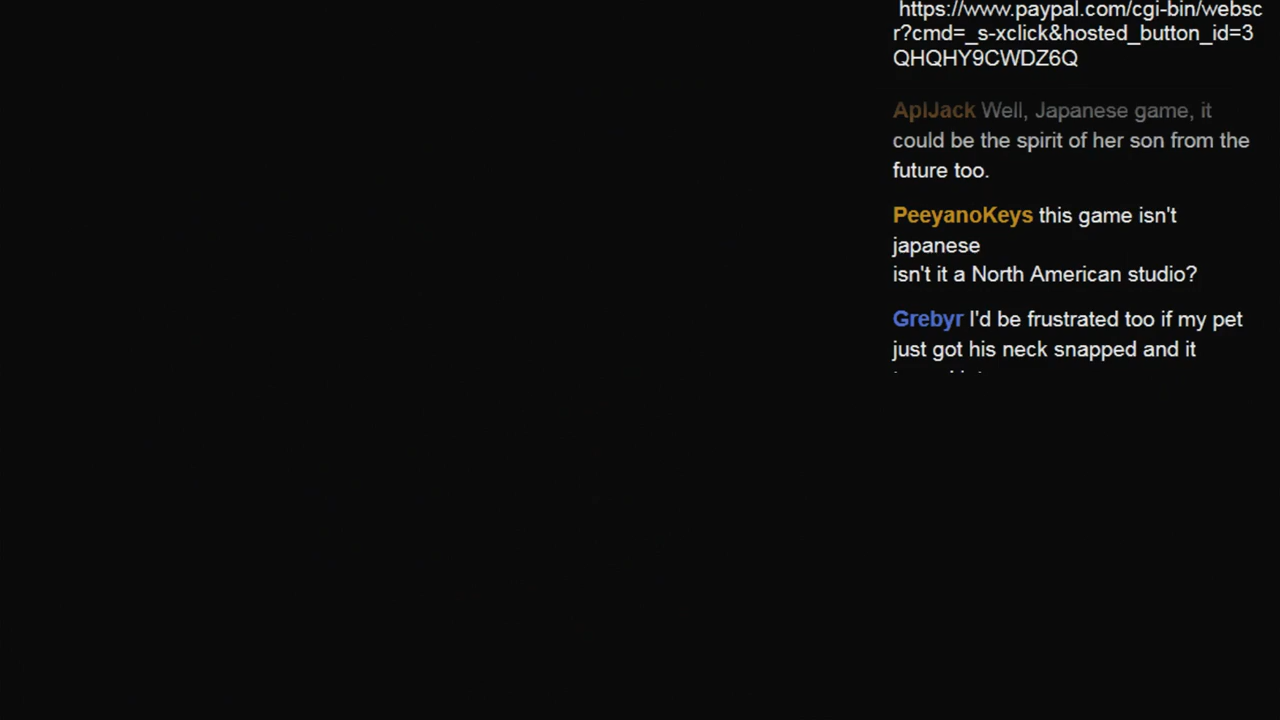 https://www.paypal.com/cgi-bin/websc
r?cmd=_s-xclick&hosted_button_id=3
QHQHY9CWDZ6Q
AplJack Well, Japanese game, it
could be the spirit of her son from the
future too.
PeeyanoKeys this game isn't
japanese
isn't it a North American studio?
Grebyr I'd be frustrated too if my pet
just got his neck snapped and it